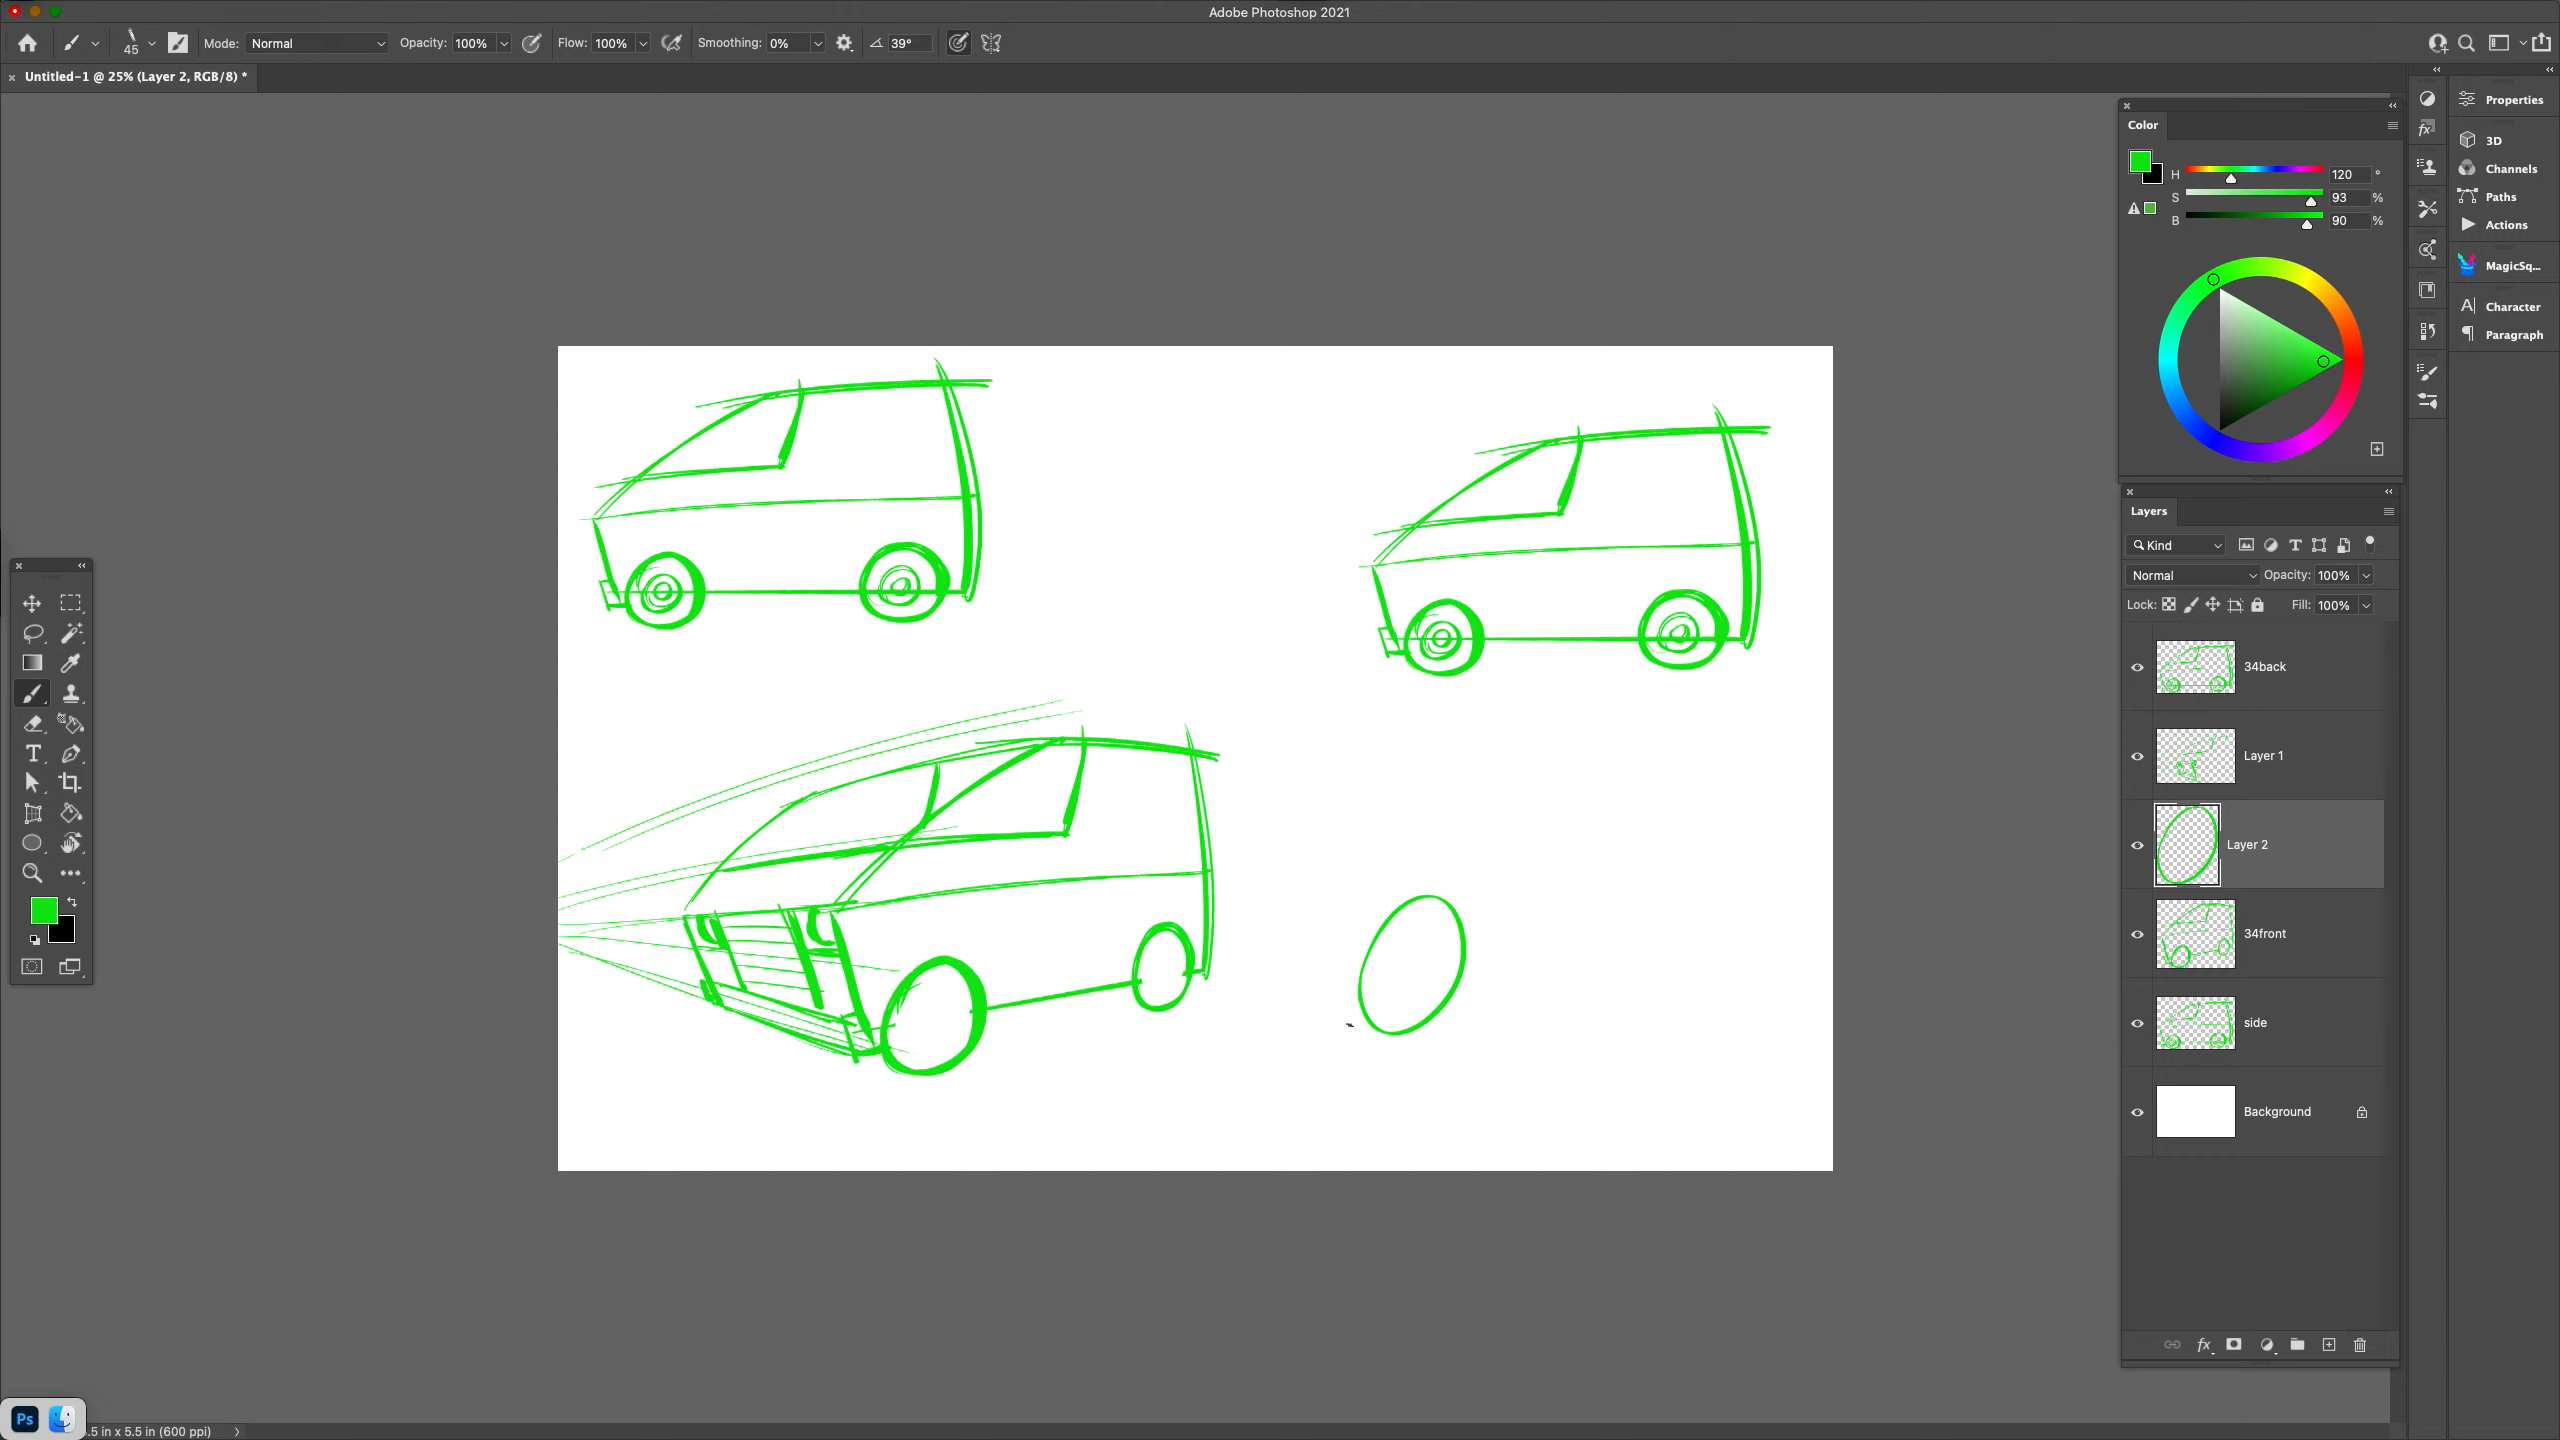 Adobe Photoshop 2021
45 Mode: Normal Opacity: 100% Flow: 100% Smoothing: 0% 39°
Untitled-1 @ 25% (Layer 2, RGB/8) *
Properties
3D
Channels
Paths
Actions
MagicSq...
Character
Paragraph
Color
H 120 °
S 93 %
B 90 %
Layers
Kind
Normal Opacity: 100%
Lock: Fill: 100%
34back
Layer 1
Layer 2
34front
side
Background
fx
Ps
.5 in x 5.5 in (600 ppi)